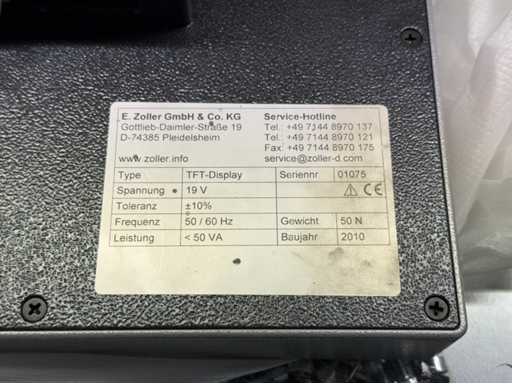 E. Zoller GmbH & Co. KG Service-Hotline
Gottlieb-Daimler-Straße 19 Tel.: +49 7144 8970 137
D-74385 Pleidelsheim Tel.: +49 7144 8970 121
Fax: +49 7144 8970 175
www.zoller.info service@zoller-d.com
Type TFT-Display Seriennr 01075
Spannung 19 V CE
Toleranz ±10%
Frequenz 50 / 60 Hz Gewicht 50 N
Leistung < 50 VA Baujahr 2010